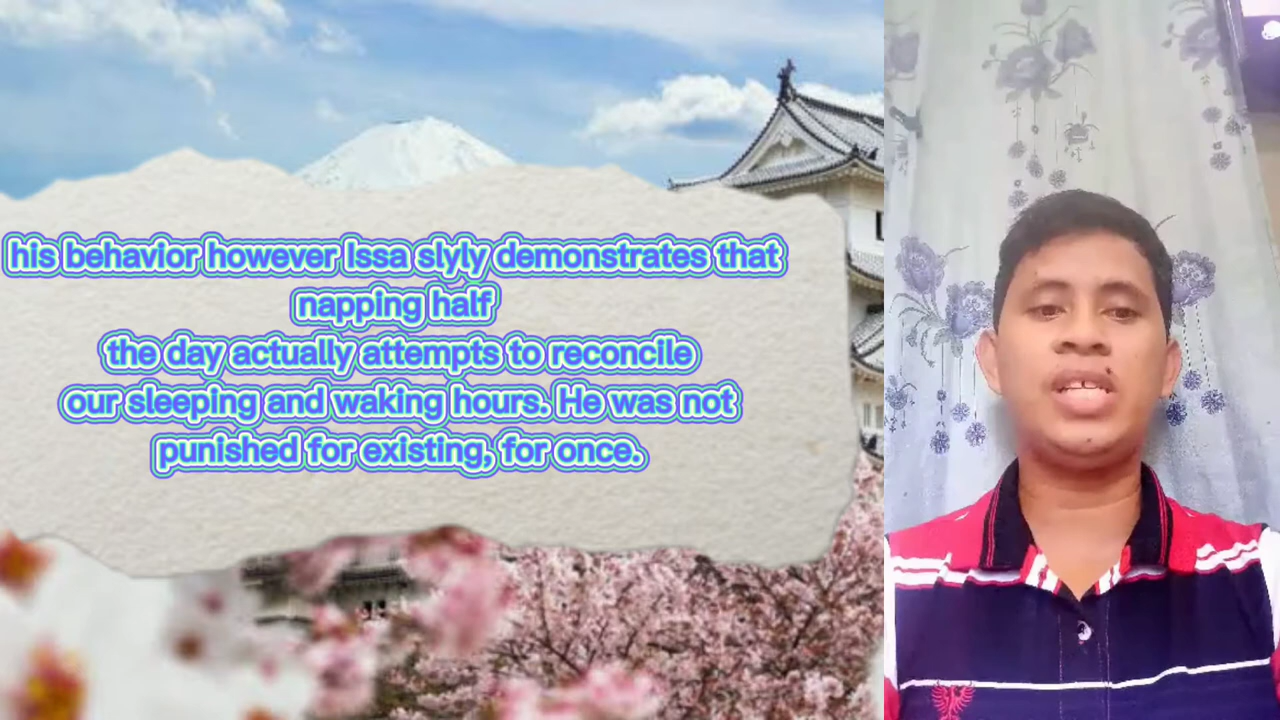 his behavior however Issa slyly demonstrates that
napping half
the day actually attempts to reconcile
our sleeping and waking hours. He was not
punished for existing, for once.